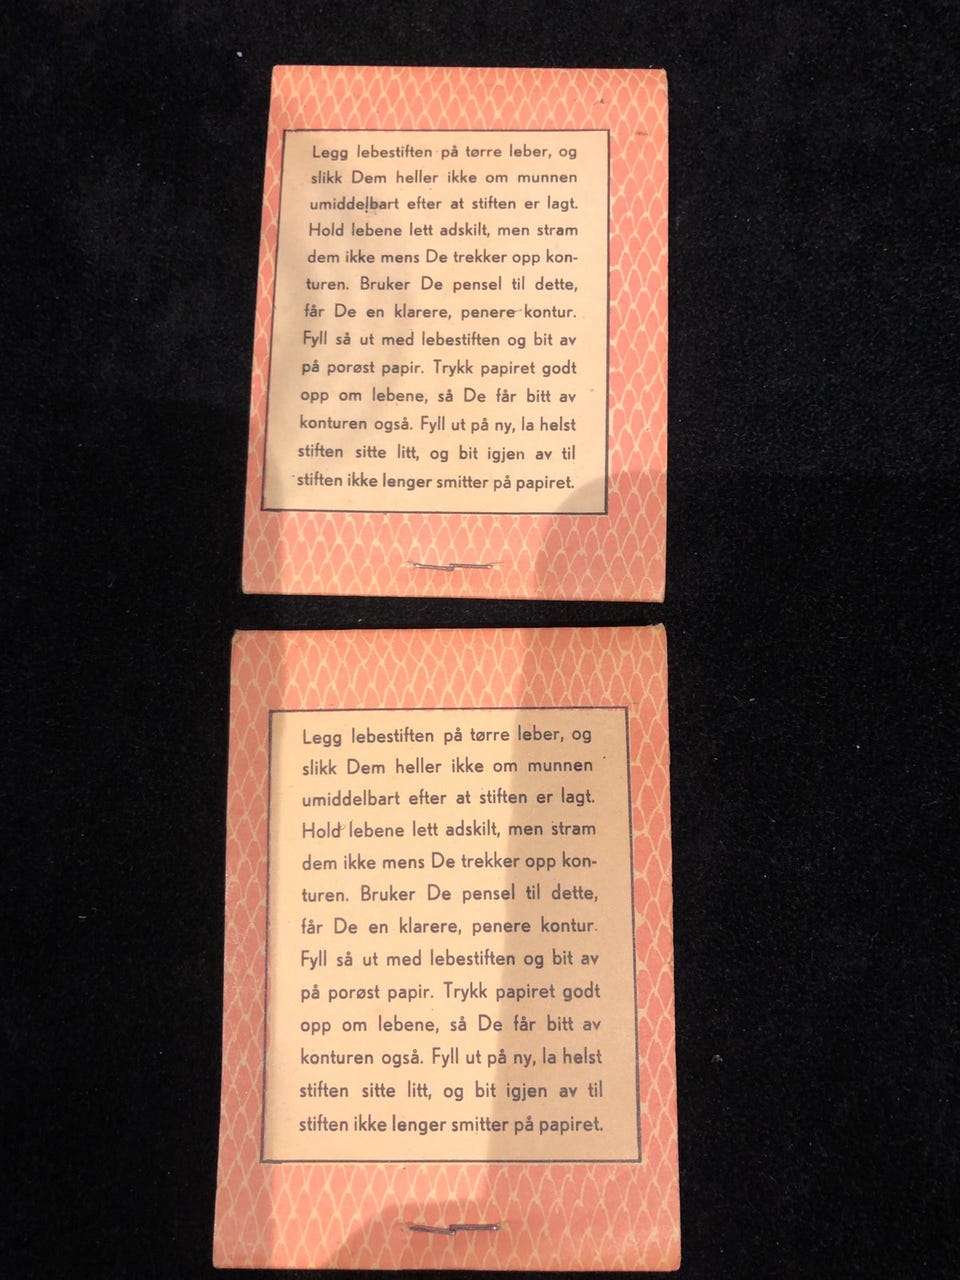 Legg lebestiften på tørre leber, og
slikk Dem heller ikke om munnen
umiddelbart efter at stiften er lagt.
Hold lebene lett adskilt, men stram
dem ikke mens De trekker opp kon-
turen. Bruker De pensel til dette,
får De en klarere, penere kontur.
Fyll så ut med lebestiften og bit av
på porøst papir. Trykk papiret godt
opp om lebene, så De får bitt av
konturen også. Fyll ut på ny, la helst
stiften sitte litt, og bit igjen av til
stiften ikke lenger smitter på papiret.
Legg lebestiften på tørre leber, og
slikk Dem heller ikke om munnen
umiddelbart efter at stiften er lagt.
Hold lebene lett adskilt, men stram
dem ikke mens De trekker opp kon-
turen. Bruker De pensel til dette,
får De en klarere, penere kontur.
Fyll så ut med lebestiften og bit av
på porøst papir. Trykk papiret godt
opp om lebene, så De får bitt av
konturen også. Fyll ut på ny, la helst
stiften sitte litt, og bit igjen av til
stiften ikke lenger smitter på papiret.